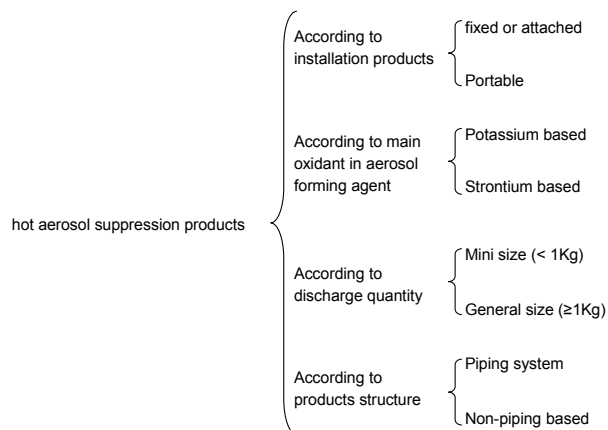 hot aerosol suppression products
According to
installation products
fixed or attached
Portable
According to main
oxidant in aerosol
forming agent
Potassium based
Strontium based
According to
discharge quantity
Mini size (< 1Kg)
General size (≥1Kg)
According to
products structure
Piping system
Non-piping based